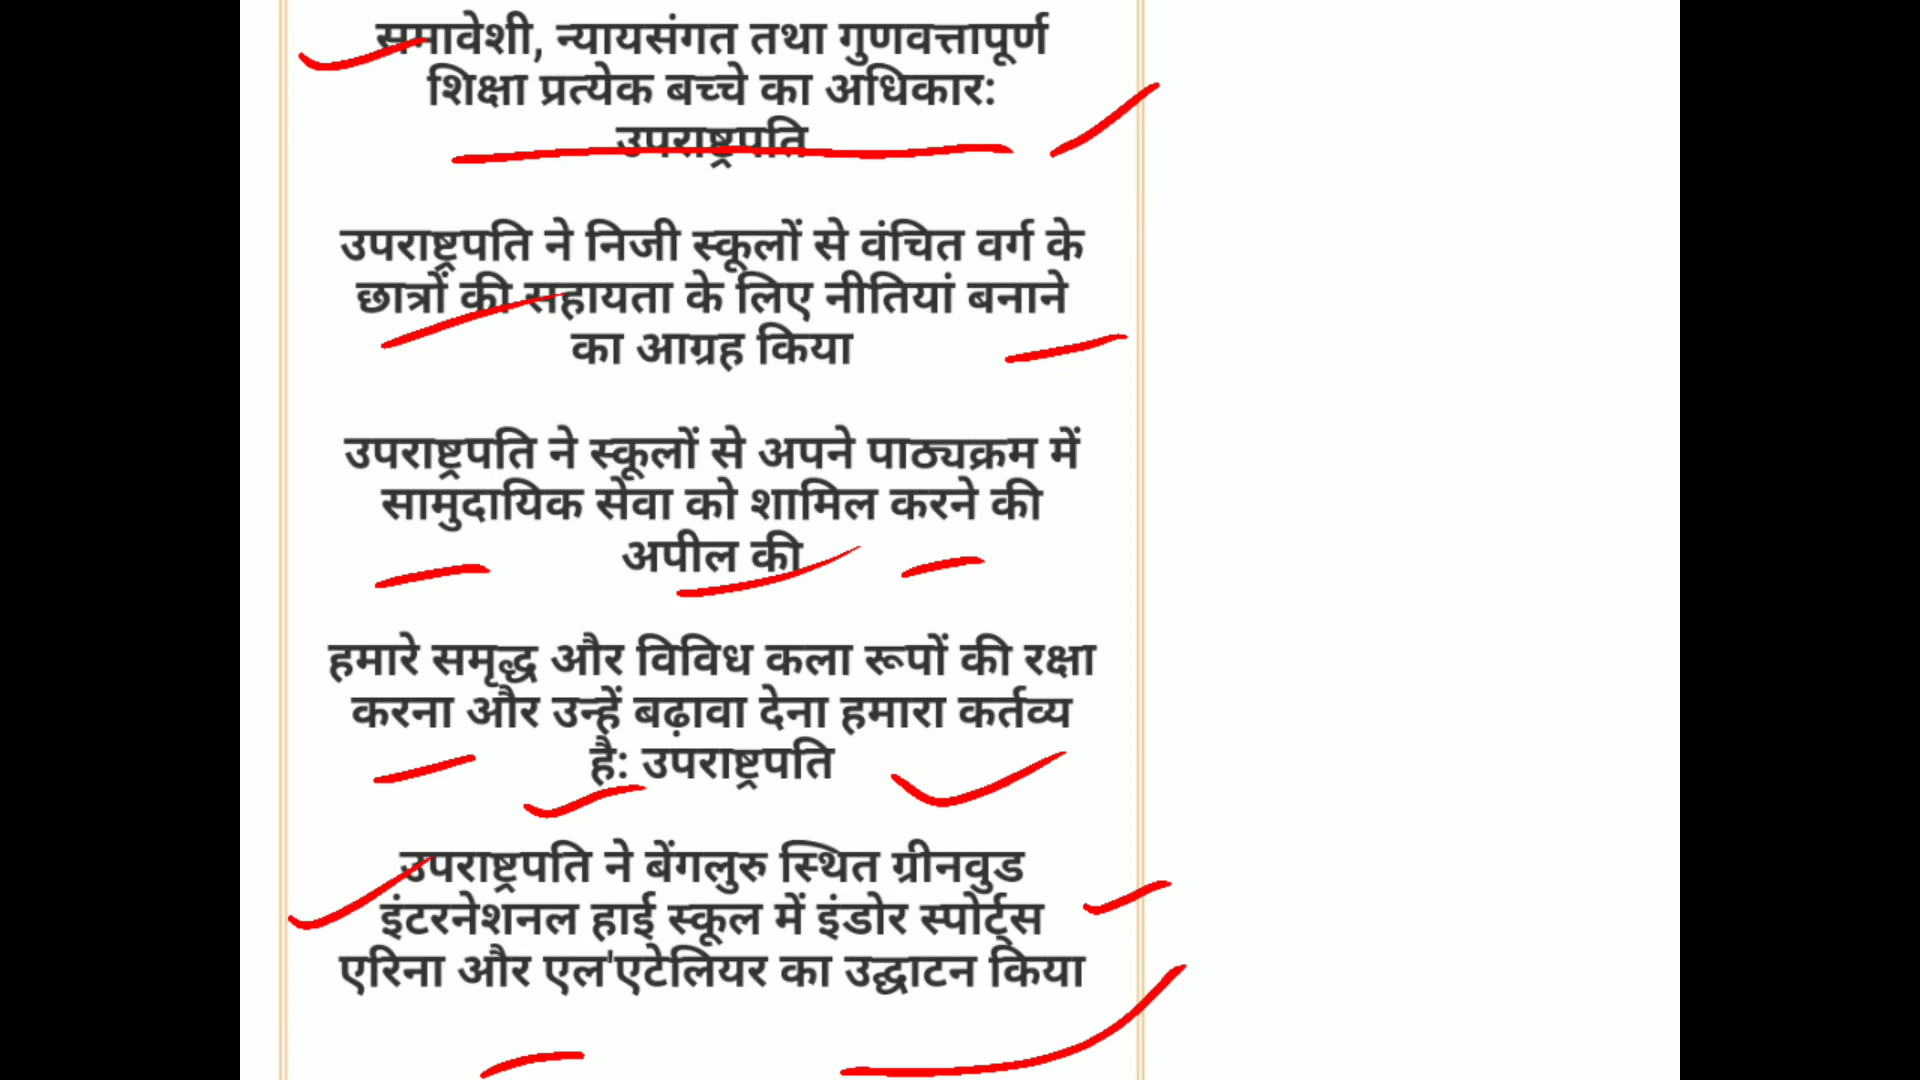 समावेशी, न्यायसंगत तथा गुणवत्तापूर्ण
शिक्षा प्रत्येक बच्चे का अधिकार:
उपराष्ट्रपति
उपराष्ट्रपति ने निजी स्कूलों से वंचित वर्ग के
छात्रों की सहायता के लिए नीतियां बनाने
का आग्रह किया
उपराष्ट्रपति ने स्कूलों से अपने पाठ्यक्रम में
सामुदायिक सेवा को शामिल करने की
अपील की
हमारे समृद्ध और विविध कला रूपों की रक्षा
करना और उन्हें बढ़ावा देना हमारा कर्तव्य
है: उपराष्ट्रपति
उपराष्ट्रपति ने बेंगलुरु स्थित ग्रीनवुड
इंटरनेशनल हाई स्कूल में इंडोर स्पोर्ट्स
एरिना और एल'एटेलियर का उद्घाटन किया